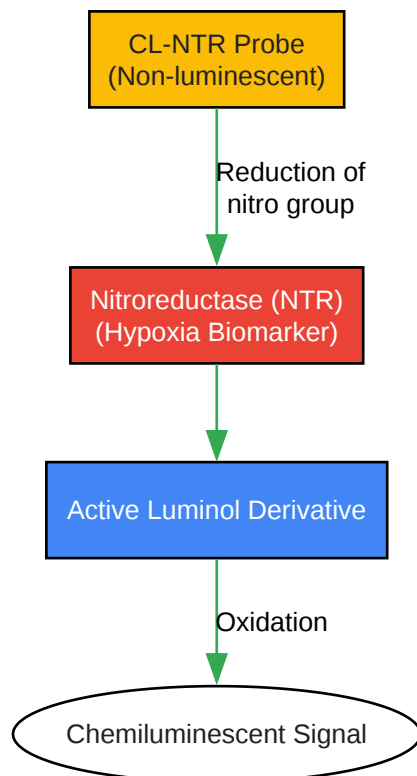 CL-NTR Probe
(Non-luminescent)
Reduction of
nitro group
Nitroreductase (NTR)
(Hypoxia Biomarker)
Active Luminol Derivative
Oxidation
Chemiluminescent Signal